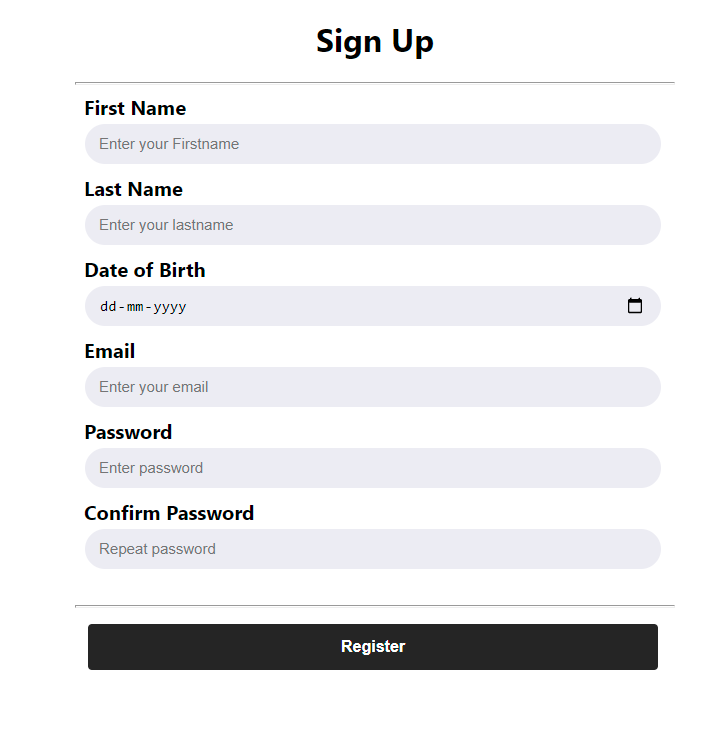 Sign Up
First Name
Enter your Firstname
Last Name
Enter your lastname
Date of Birth
dd-mm-yyyy
Email
Enter your email
Password
Enter password
Confirm Password
Repeat password
Register